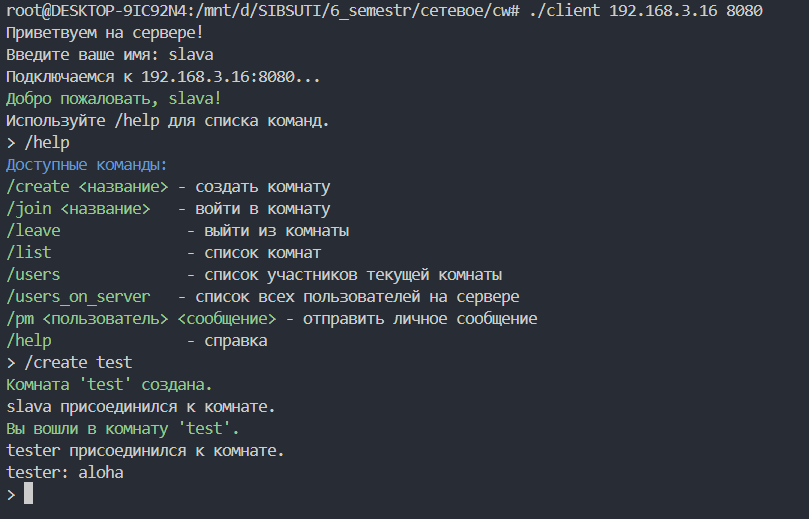 root@DESKTOP-9IC92N4:/mnt/d/SIBSUTI/6_semestr/сетевое/cw# ./client 192.168.3.16 8080
Приветвуем на сервере!
Введите ваше имя: slava
Подключаемся к 192.168.3.16:8080...
Добро пожаловать, slava!
Используйте /help для списка команд.
> /help
Доступные команды:
/create <название> - создать комнату
/join <название>   - войти в комнату
/leave              - выйти из комнаты
/list               - список комнат
/users              - список участников текущей комнаты
/users_on_server   - список всех пользователей на сервере
/pm <пользователь> <сообщение> - отправить личное сообщение
/help               - справка
> /create test
Комната 'test' создана.
slava присоединился к комнате.
Вы вошли в комнату 'test'.
tester присоединился к комнате.
tester: aloha
>